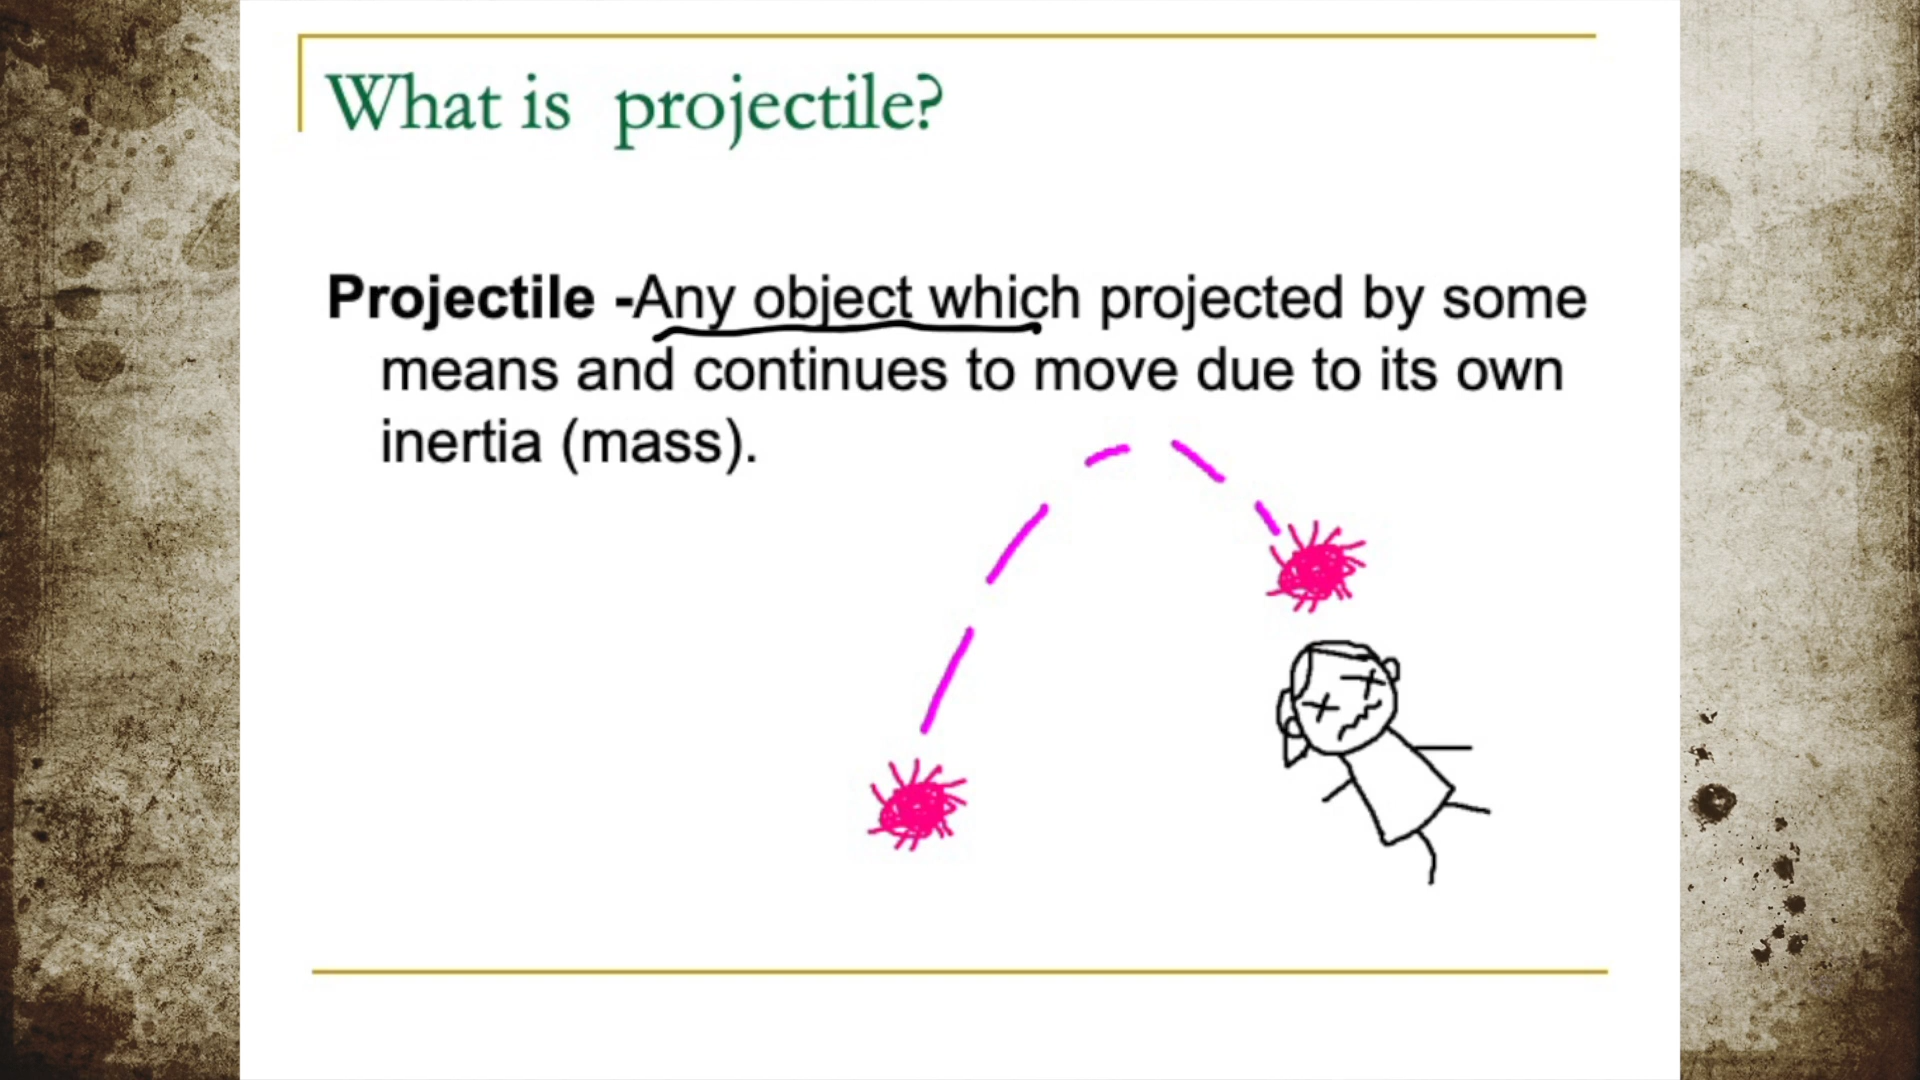 What is projectile?
Projectile -Any object which projected by some
means and continues to move due to its own
inertia (mass).